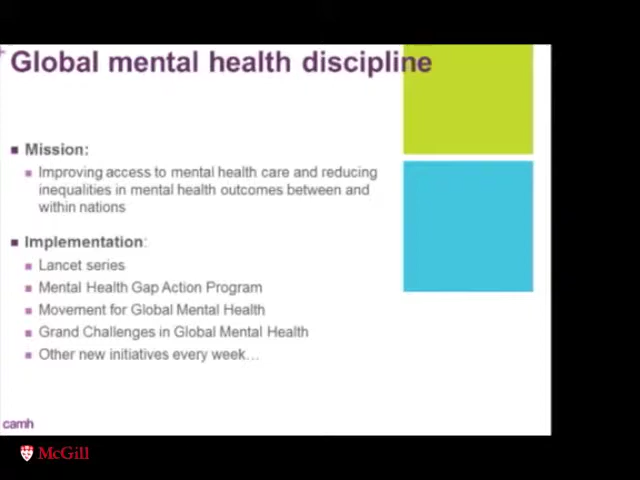 Global mental health discipline
Mission:
Improving access to mental health care and reducing
inequalities in mental health outcomes between and
within nations
Implementation:
Lancet series
Mental Health Gap Action Program
Movement for Global Mental Health
Grand Challenges in Global Mental Health
Other new initiatives every week…
camh
McGill